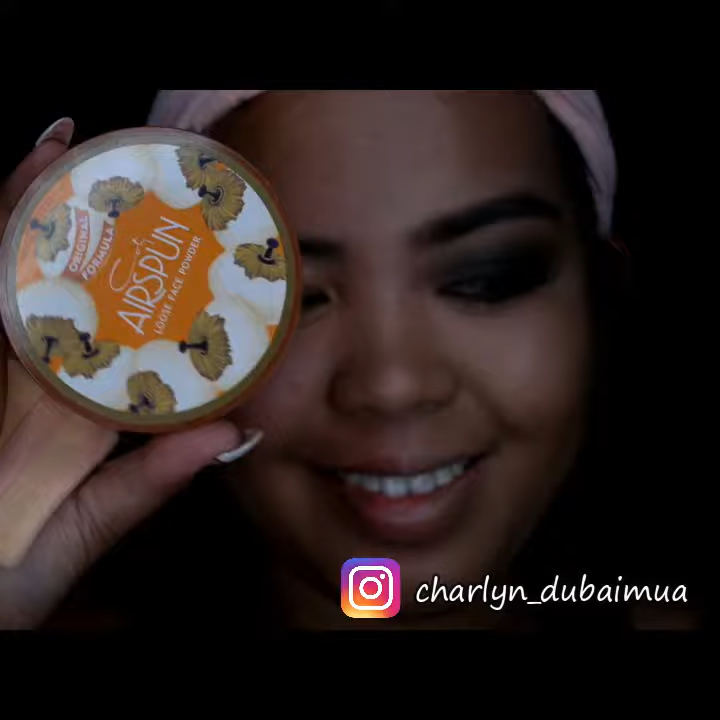 ORIGINAL
FORMULA
Coty
AIRSPUN
LOOSE FACE POWDER
charlyn_dubaimua